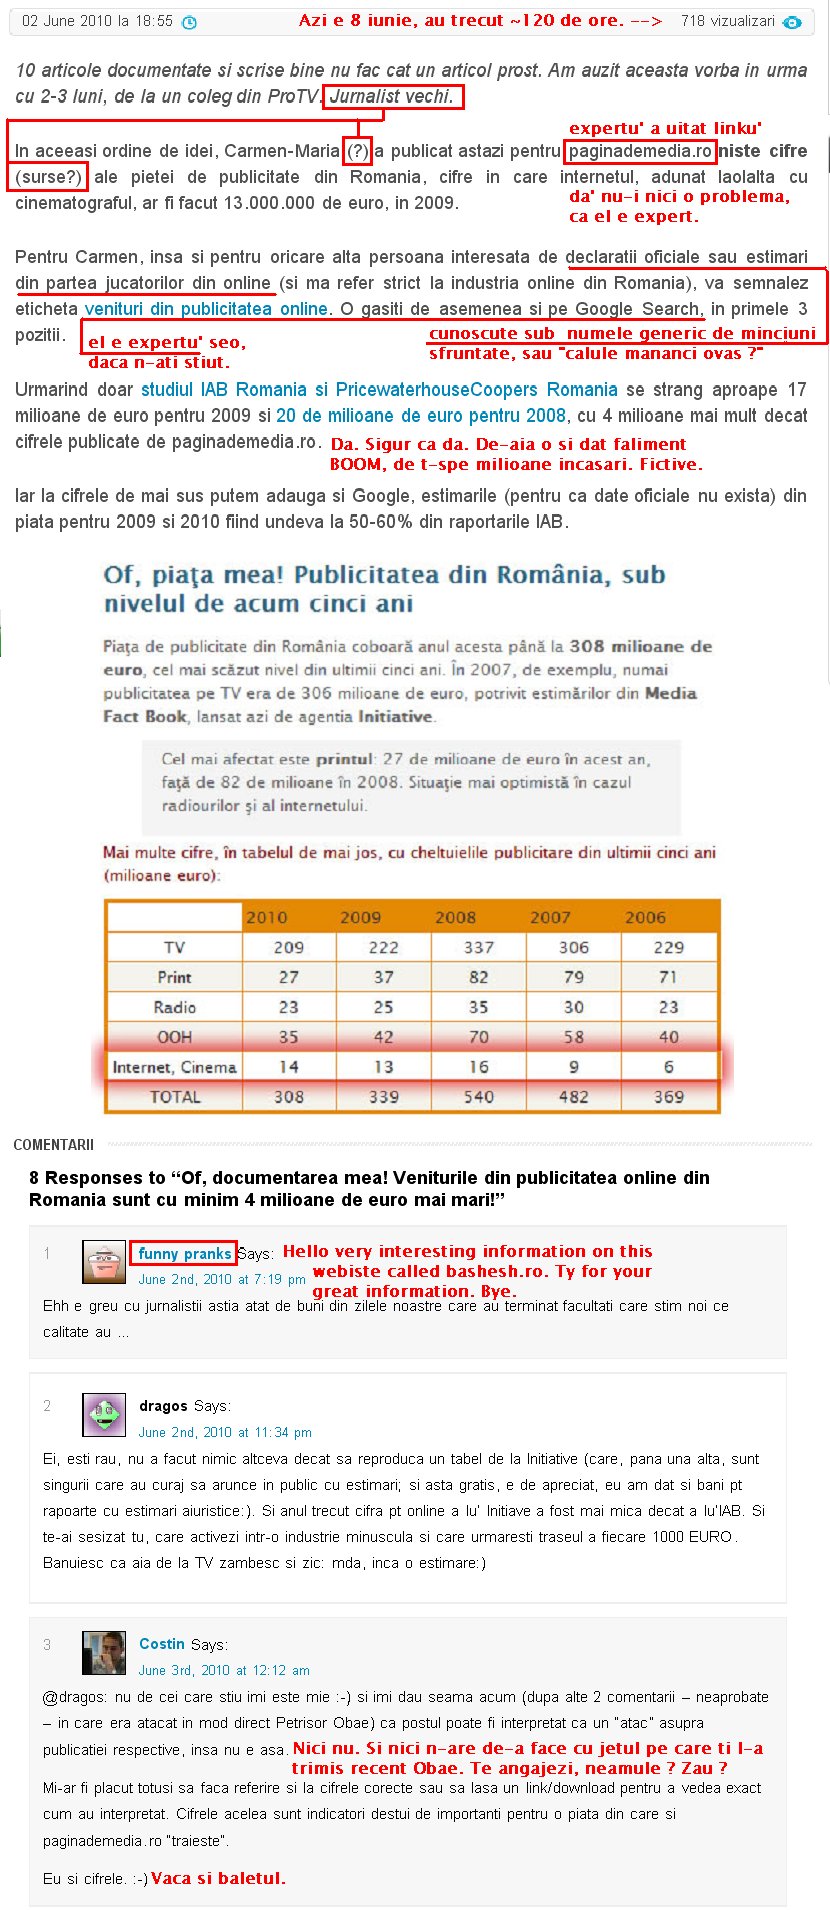 02 June 2010 la 18:55 Azi e 8 iunie, au trecut ~120 de ore. --> 718 vizualizari
10 articole documentate si scrise bine nu fac cat un articol prost. Am auzit aceasta vorba in urma
cu 2-3 luni, de la un coleg din ProTV. Jurnalist vechi.
expertu' a uitat linku'
In aceeasi ordine de idei, Carmen-Maria (?) a publicat astazi pentru paginademedia.ro niste cifre
(surse?) ale pietei de publicitate din Romania, cifre in care internetul, adunat laolalta cu
da' nu-i nici o problema,
cinematograful, ar fi facut 13.000.000 de euro, in 2009.
ca el e expert.
Pentru Carmen, insa si pentru oricare alta persoana interesata de declaratii oficiale sau estimari
din partea jucatorilor din online (si ma refer strict la industria online din Romania), va semnalez
eticheta venituri din publicitatea online. O gasiti de asemenea si pe Google Search, in primele 3
pozitii.
el e expertu' seo,
daca n-ati stiut.
cunoscute sub numele generic de minciuni
sfruntate, sau "calule mananci ovas ?"
Urmarind doar studiul IAB Romania si PricewaterhouseCoopers Romania se strang aproape 17
milioane de euro pentru 2009 si 20 de milioane de euro pentru 2008, cu 4 milioane mai mult decat
cifrele publicate de paginademedia.ro.
Da. Sigur ca da. De-aia o si dat faliment
BOOM, de t-spe milioane incasari. Fictive.
Iar la cifrele de mai sus putem adauga si Google, estimarile (pentru ca date oficiale nu exista) din
piata pentru 2009 si 2010 fiind undeva la 50-60% din raportarile IAB.
Of, piaţa mea! Publicitatea din România, sub
nivelul de acum cinci ani
Piaţa de publicitate din România coboară anul acesta până la 308 milioane de
euro, cel mai scăzut nivel din ultimii cinci ani. În 2007, de exemplu, numai
publicitatea pe TV era de 306 milioane de euro, potrivit estimărilor din Media
Fact Book, lansat azi de agentia Initiative.
Cel mai afectat este printul: 27 de milioane de euro în acest an,
faţă de 82 de milioane în 2008. Situaţie mai optimistă în cazul
radiourilor şi al internetului.
Mai multe cifre, în tabelul de mai jos, cu cheltuielile publicitare din ultimii cinci ani
(milioane euro):
2010 2009 2008 2007 2006
TV 209 222 337 306 229
Print 27 37 82 79 71
Radio 23 25 35 30 23
OOH 35 42 70 58 40
Internet, Cinema 14 13 16 9 6
TOTAL 308 339 540 482 369
COMENTARII
8 Responses to “Of, documentarea mea! Veniturile din publicitatea online din
Romania sunt cu minim 4 milioane de euro mai mari!”
1 funny pranks Says:
June 2nd, 2010 at 7:19 pm
Hello very interesting information on this
webiste called bashesh.ro. Ty for your
great information. Bye.
Ehh e greu cu jurnalistii astia atat de buni din zilele noastre care au terminat facultati care stim noi ce
calitate au ...
2 dragos Says:
June 2nd, 2010 at 11:34 pm
Ei, esti rau, nu a facut nimic altceva decat sa reproduca un tabel de la Initiative (care, pana una alta, sunt
singurii care au curaj sa arunce in public cu estimari; si asta gratis, e de apreciat, eu am dat si bani pt
rapoarte cu estimari aiuristice:). Si anul trecut cifra pt online a lu' Initiave a fost mai mica decat a lu'IAB. Si
te-ai sesizat tu, care activezi intr-o industrie minuscula si care urmaresti traseul a fiecare 1000 EURO.
Banuiesc ca aia de la TV zambesc si zic: mda, inca o estimare:)
3 Costin Says:
June 3rd, 2010 at 12:12 am
@dragos: nu de cei care stiu imi este mie :-) si imi dau seama acum (dupa alte 2 comentarii – neaprobate
– in care era atacat in mod direct Petrisor Obae) ca postul poate fi interpretat ca un “atac” asupra
publicatiei respective, insa nu e asa.
Nici nu. Si nici n-are de-a face cu jetul pe care ti l-a
trimis recent Obae. Te angajezi, neamule ? Zau ?
Mi-ar fi placut totusi sa faca referire si la cifrele corecte sau sa lasa un link/download pentru a vedea exact
cum au interpretat. Cifrele acelea sunt indicatori destui de importanti pentru o piata din care si
paginademedia.ro “traieste”.
Eu si cifrele. :-) Vaca si baletul.